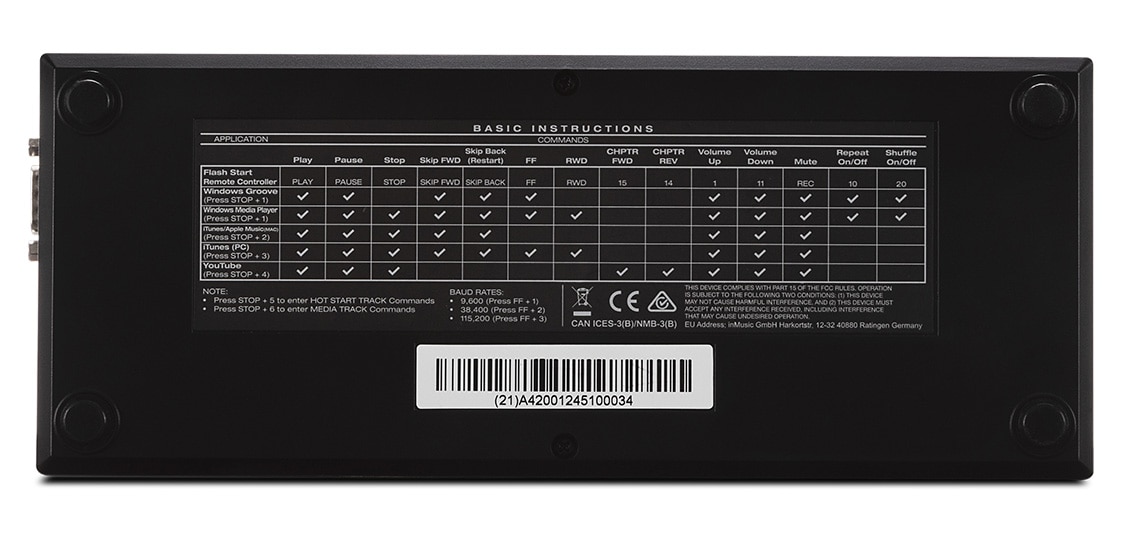 BASIC INSTRUCTIONS
APPLICATION COMMANDS
Play Pause Stop Skip FWD Skip Back (Restart) FF RWD CHPTR FWD CHPTR REV Volume Up Volume Down Mute Repeat On/Off Shuffle On/Off
Flash Start
Remote Controller PLAY PAUSE STOP SKIP FWD SKIP BACK FF RWD 15 14 1 11 REC 10 20
Windows Groove ✓ ✓ ✓ ✓ ✓ ✓ ✓ ✓ ✓ ✓
(Press STOP + 1)
Windows Media Player ✓ ✓ ✓ ✓ ✓ ✓ ✓ ✓ ✓ ✓ ✓ ✓
(Press STOP + 1)
iTunes/Apple Music(MAC) ✓ ✓ ✓ ✓ ✓ ✓ ✓ ✓
(Press STOP + 2)
iTunes (PC) ✓ ✓ ✓ ✓ ✓ ✓ ✓ ✓ ✓ ✓
(Press STOP + 3)
YouTube ✓ ✓ ✓ ✓ ✓ ✓ ✓ ✓
(Press STOP + 4)
NOTE:
• Press STOP + 5 to enter HOT START TRACK Commands
• Press STOP + 6 to enter MEDIA TRACK Commands
BAUD RATES:
• 9,600 (Press FF + 1)
• 38,400 (Press FF + 2)
• 115,200 (Press FF + 3)
CE
CAN ICES-3(B)/NMB-3(B)
THIS DEVICE COMPLIES WITH PART 15 OF THE FCC RULES. OPERATION
IS SUBJECT TO THE FOLLOWING TWO CONDITIONS: (1) THIS DEVICE
MAY NOT CAUSE HARMFUL INTERFERENCE, AND (2) THIS DEVICE MUST
ACCEPT ANY INTERFERENCE RECEIVED, INCLUDING INTERFERENCE
THAT MAY CAUSE UNDESIRED OPERATION.
EU Address; inMusic GmbH Harkortstr, 12-32 40880 Ratingen Germany
(21)A42001245100034